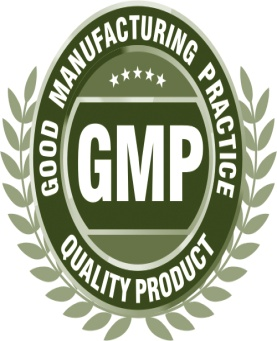 GOOD MANUFACTURING PRACTICE
GMP
QUALITY PRODUCT